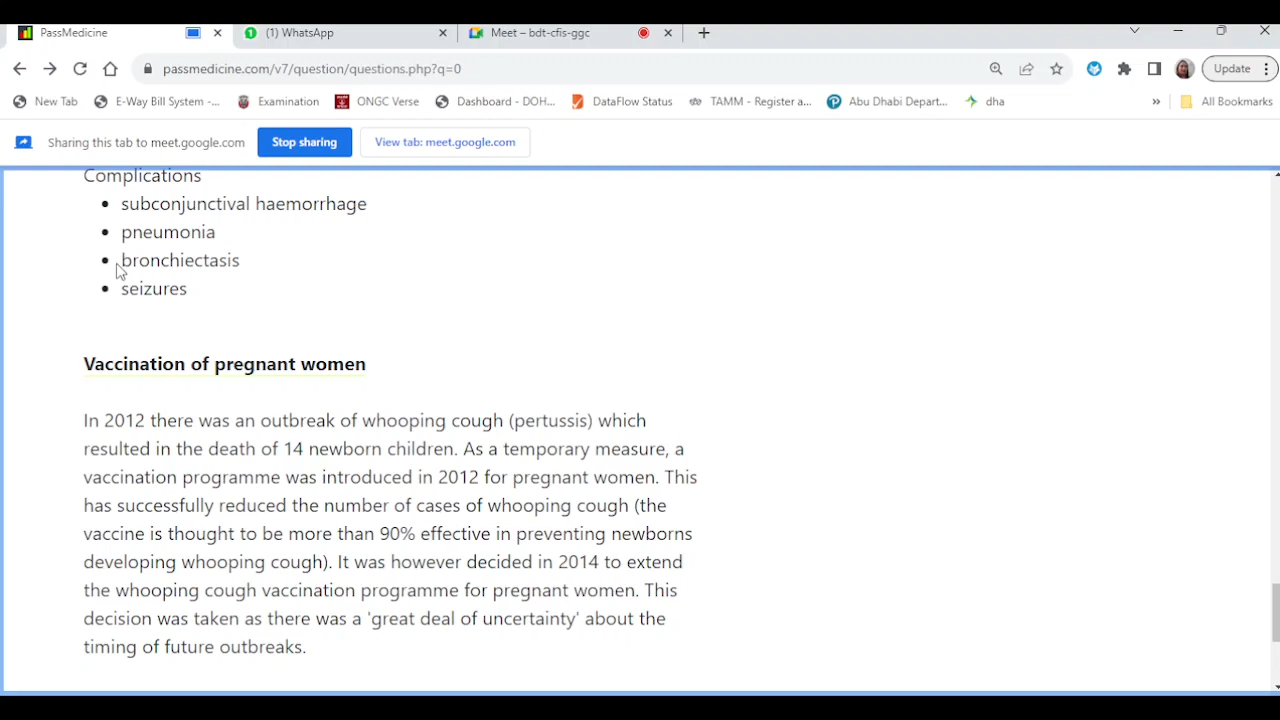 PassMedicine
(1) WhatsApp
Meet – bdt-cfis-ggc
passmedicine.com/v7/question/questions.php?q=0
Update
New Tab
E-Way Bill System -...
Examination
ONGC Verse
Dashboard - DOH...
DataFlow Status
TAMM - Register a...
Abu Dhabi Depart...
dha
»
All Bookmarks
Sharing this tab to meet.google.com
Stop sharing
View tab: meet.google.com
Complications
• subconjunctival haemorrhage
• pneumonia
• bronchiectasis
• seizures
Vaccination of pregnant women
In 2012 there was an outbreak of whooping cough (pertussis) which
resulted in the death of 14 newborn children. As a temporary measure, a
vaccination programme was introduced in 2012 for pregnant women. This
has successfully reduced the number of cases of whooping cough (the
vaccine is thought to be more than 90% effective in preventing newborns
developing whooping cough). It was however decided in 2014 to extend
the whooping cough vaccination programme for pregnant women. This
decision was taken as there was a 'great deal of uncertainty' about the
timing of future outbreaks.